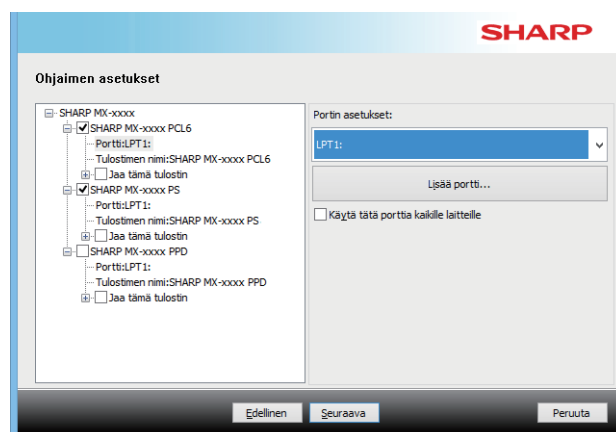 SHARP
Ohjaimen asetukset
SHARP MX-xxxx
SHARP MX-xxxx PCL6
Portti:LPT1:
Tulostimen nimi:SHARP MX-xxxx PCL6
Jaa tämä tulostin
SHARP MX-xxxx PS
Portti:LPT1:
Tulostimen nimi:SHARP MX-xxxx PS
Jaa tämä tulostin
SHARP MX-xxxx PPD
Portti:LPT1:
Tulostimen nimi:SHARP MX-xxxx PPD
Jaa tämä tulostin
Portin asetukset:
LPT1:
Lisää portti...
Käytä tätä porttia kaikille laitteille
Edellinen
Seuraava
Peruuta